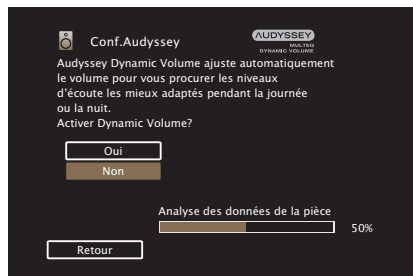 Conf.Audyssey
AUDYSSEY
MULTEQ
DYNAMIC VOLUME
Audyssey Dynamic Volume ajuste automatiquement
le volume pour vous procurer les niveaux
d'écoute les mieux adaptés pendant la journée
ou la nuit.
Activer Dynamic Volume?
Oui
Non
Analyse des données de la pièce
50%
Retour